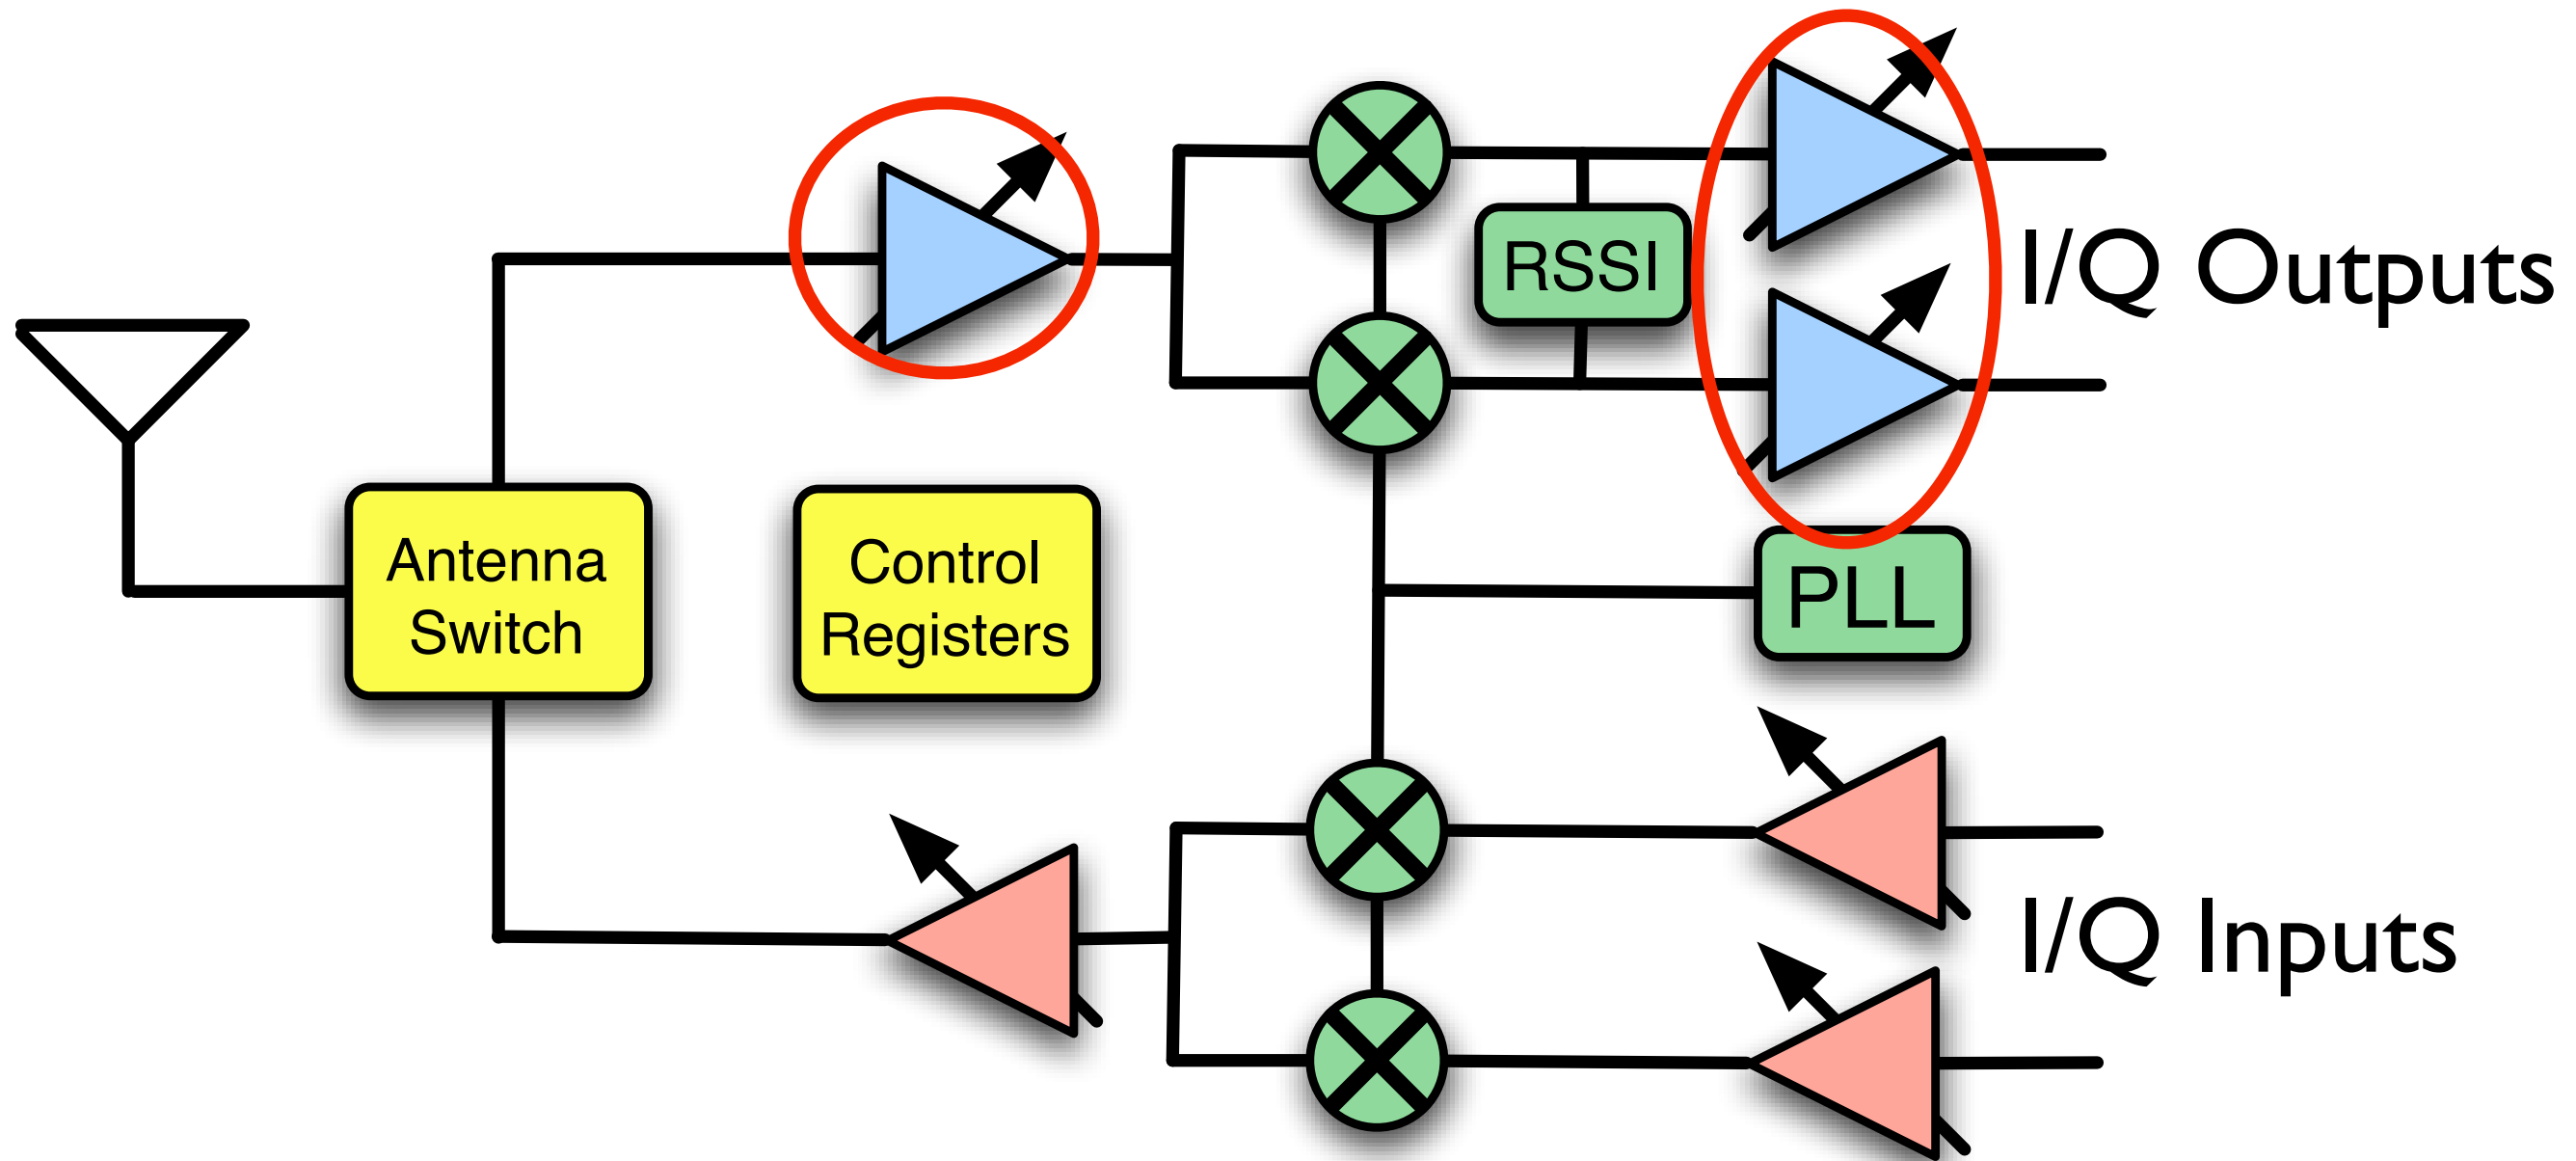 RSSI
I/Q Outputs
Antenna
Switch
Control
Registers
PLL
I/Q Inputs